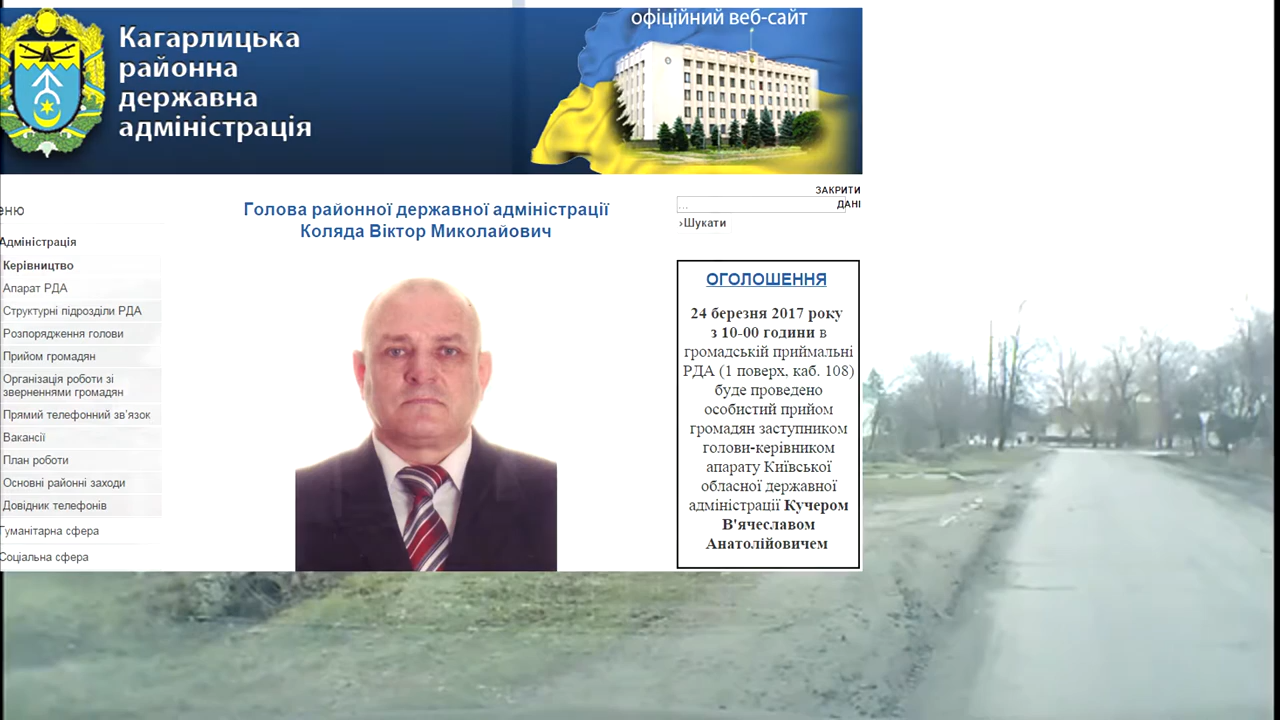 Кагарлицька
районна
державна
адміністрація
офіційний веб-сайт
ЗАКРИТИ
ДАНІ
...
›Шукати
Адміністрація
Керівництво
Апарат РДА
Структурні підрозділи РДА
Розпорядження голови
Прийом громадян
Організація роботи зі
зверненнями громадян
Прямий телефонний зв'язок
Вакансії
План роботи
Основні районні заходи
Довідник телефонів
Гуманітарна сфера
Соціальна сфера
Голова районної державної адміністрації
Коляда Віктор Миколайович
ОГОЛОШЕННЯ
24 березня 2017 року
з 10-00 години в
громадській приймальні
РДА (1 поверх, каб. 108)
буде проведено
особистий прийом
громадян заступником
голови-керівником
апарату Київської
обласної державної
адміністрації Кучером
В'ячеславом
Анатолійовичем